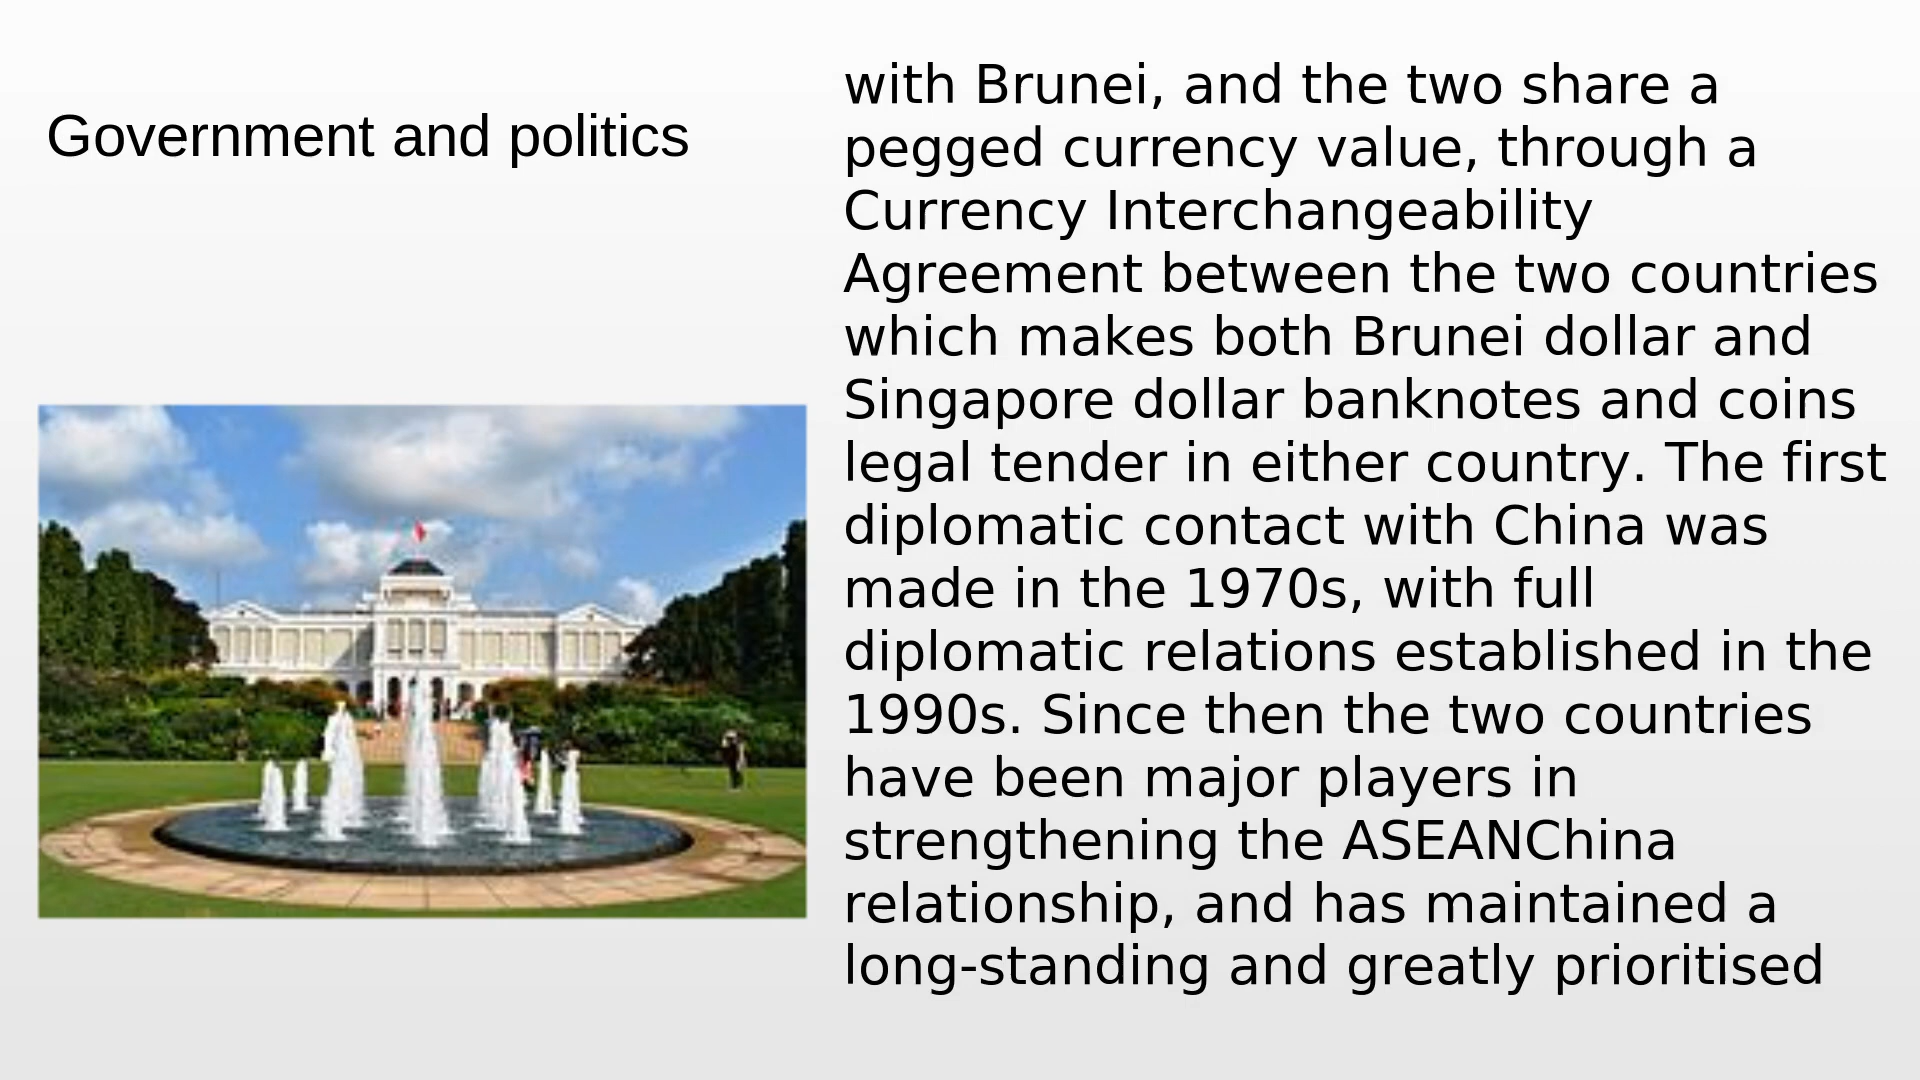 Government and politics
with Brunei, and the two share a
pegged currency value, through a
Currency Interchangeability
Agreement between the two countries
which makes both Brunei dollar and
Singapore dollar banknotes and coins
legal tender in either country. The first
diplomatic contact with China was
made in the 1970s, with full
diplomatic relations established in the
1990s. Since then the two countries
have been major players in
strengthening the ASEANChina
relationship, and has maintained a
long-standing and greatly prioritised